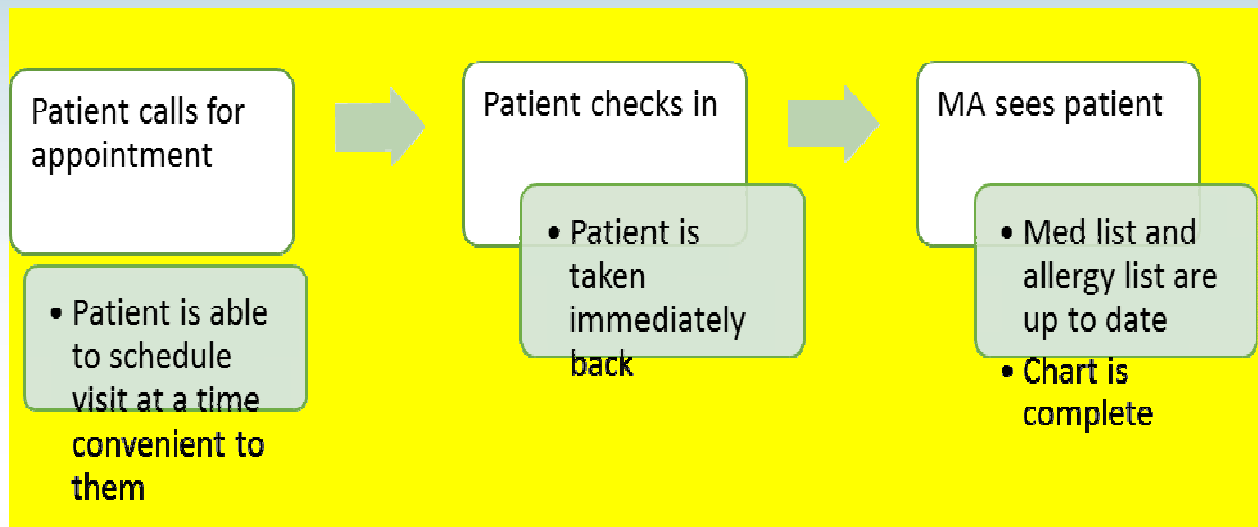 Patient calls for
appointment
• Patient is able
to schedule
visit at a time
convenient to
them
Patient checks in
• Patient is
taken
immediately
back
MA sees patient
• Med list and
allergy list are
up to date
• Chart is
complete